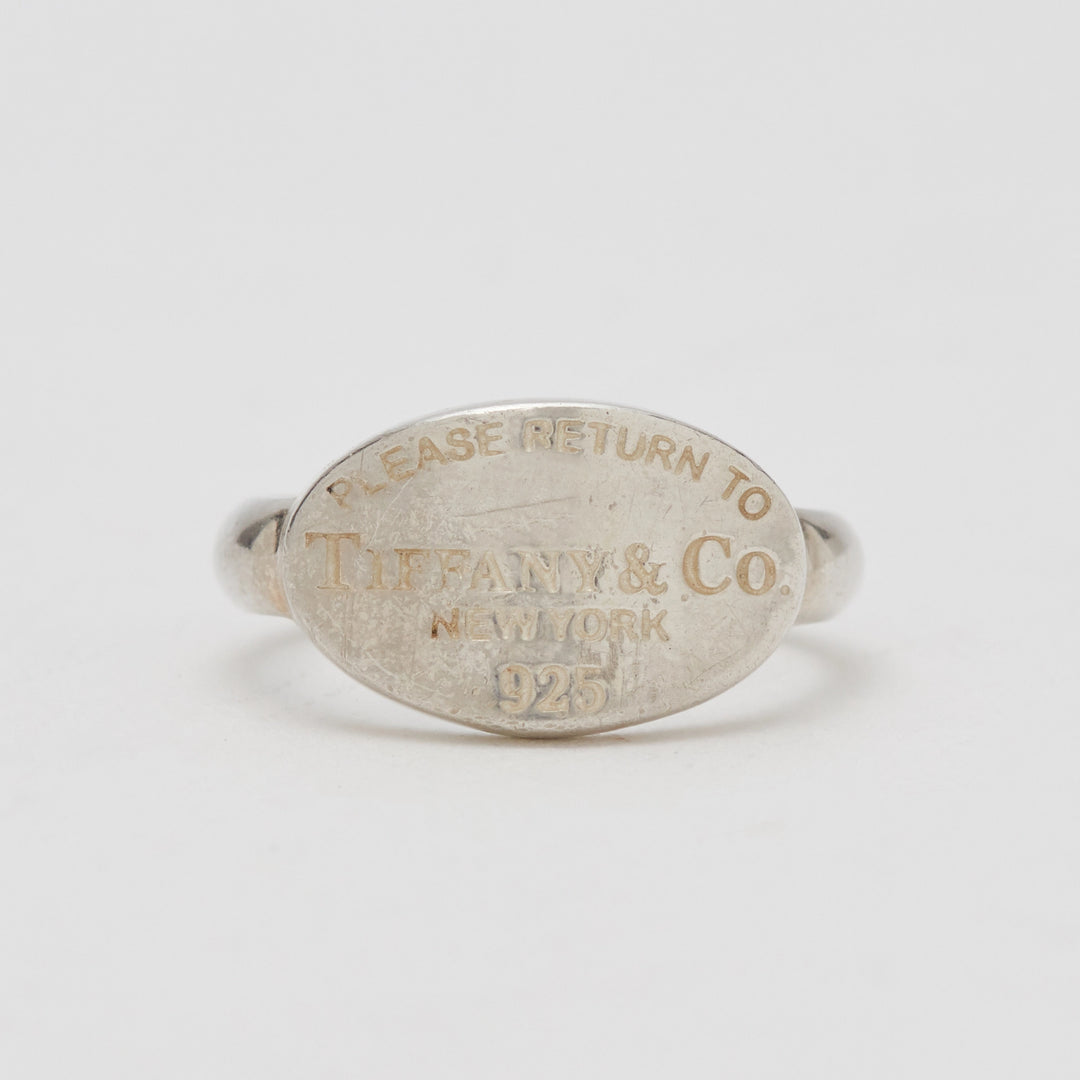 PLEASE RETURN TO
TIFFANY & CO.
NEW YORK
925